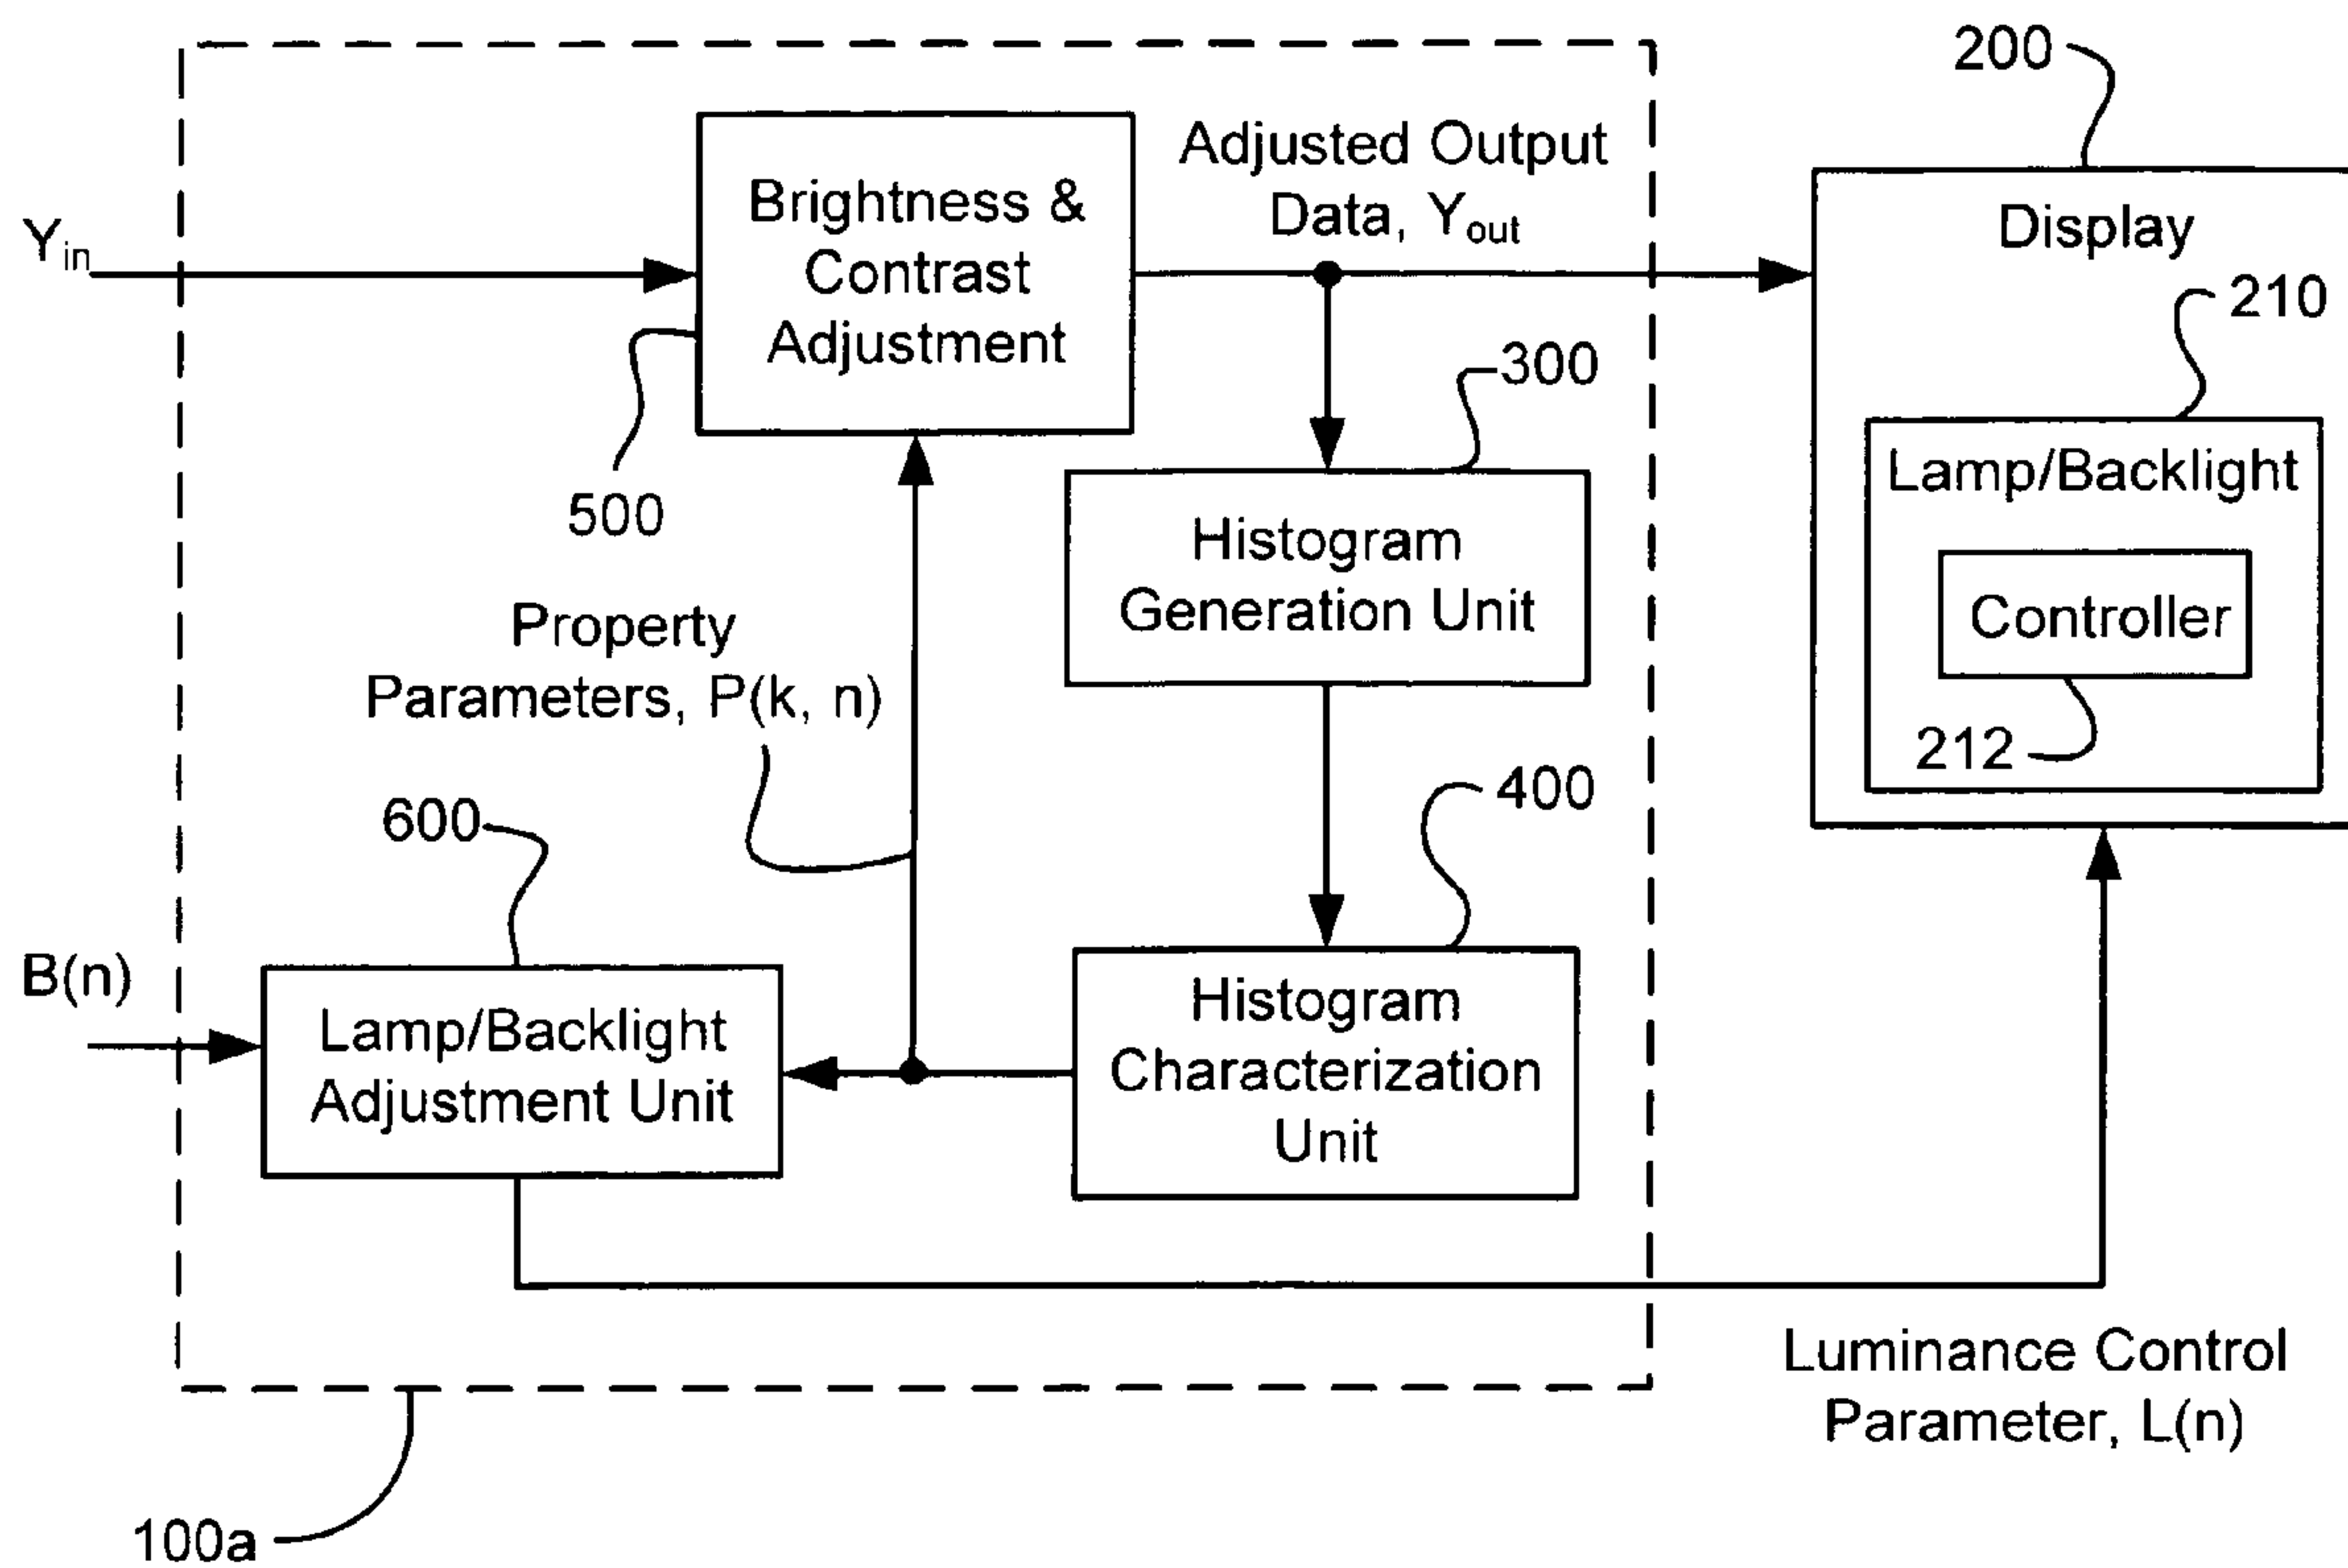 200
Adjusted Output
Data, Yout
Brightness &
Contrast
Adjustment
Yin
Display
210
300
500
Lamp/Backlight
Histogram
Generation Unit
Controller
Property
Parameters, P(k, n)
212
400
600
B(n)
Histogram
Characterization
Unit
Lamp/Backlight
Adjustment Unit
Luminance Control
Parameter, L(n)
100a